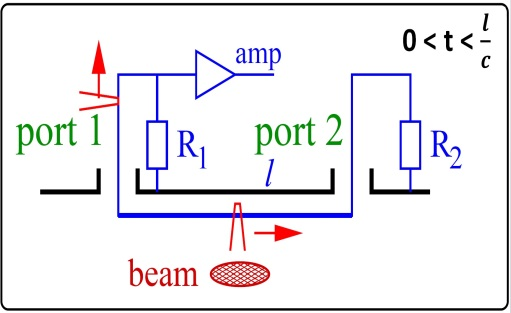 0 < t < l/c
amp
port 1
R1
port 2
R2
l
beam